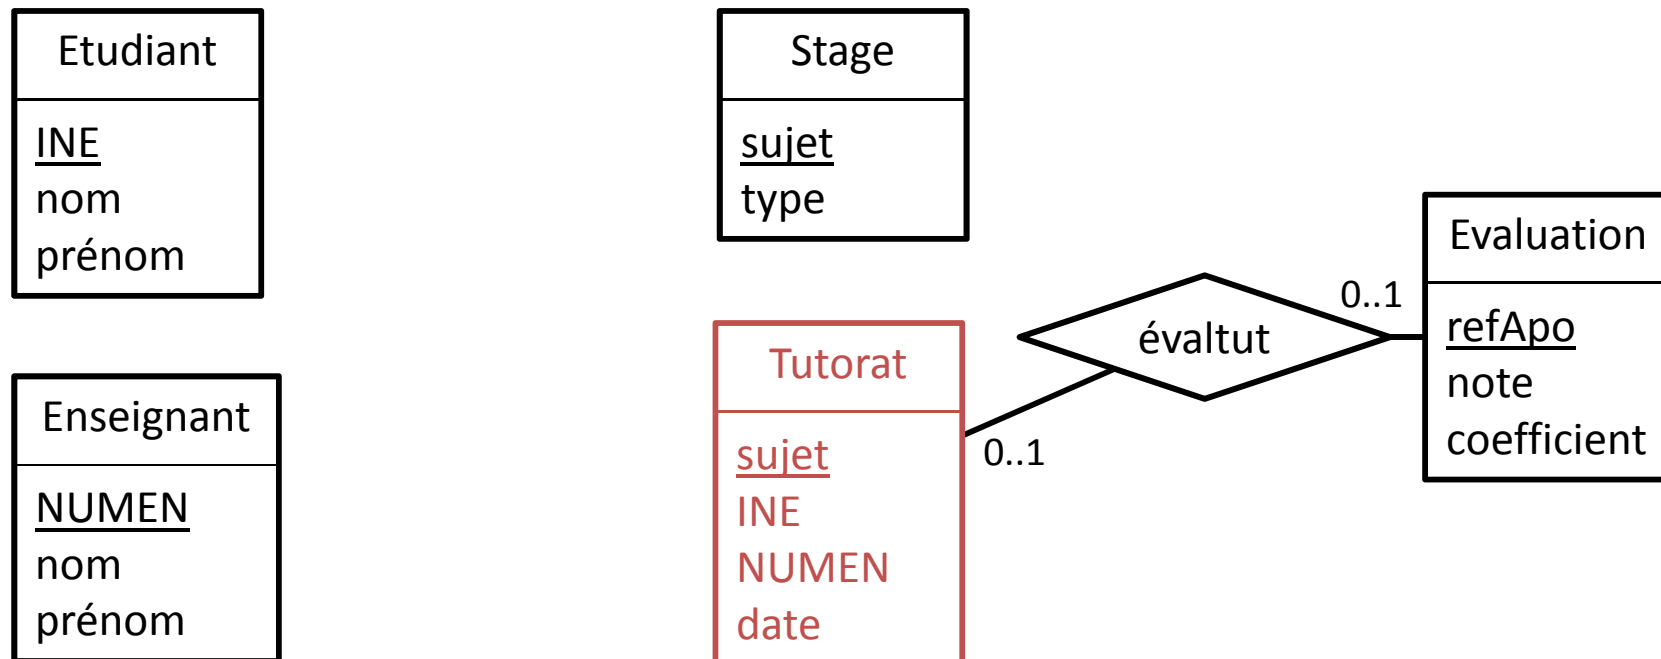 Etudiant
INE
nom
prénom
Stage
sujet
type
Evaluation
refApo
note
coefficient
0..1
évaltut
0..1
Tutorat
sujet
INE
NUMEN
date
Enseignant
NUMEN
nom
prénom